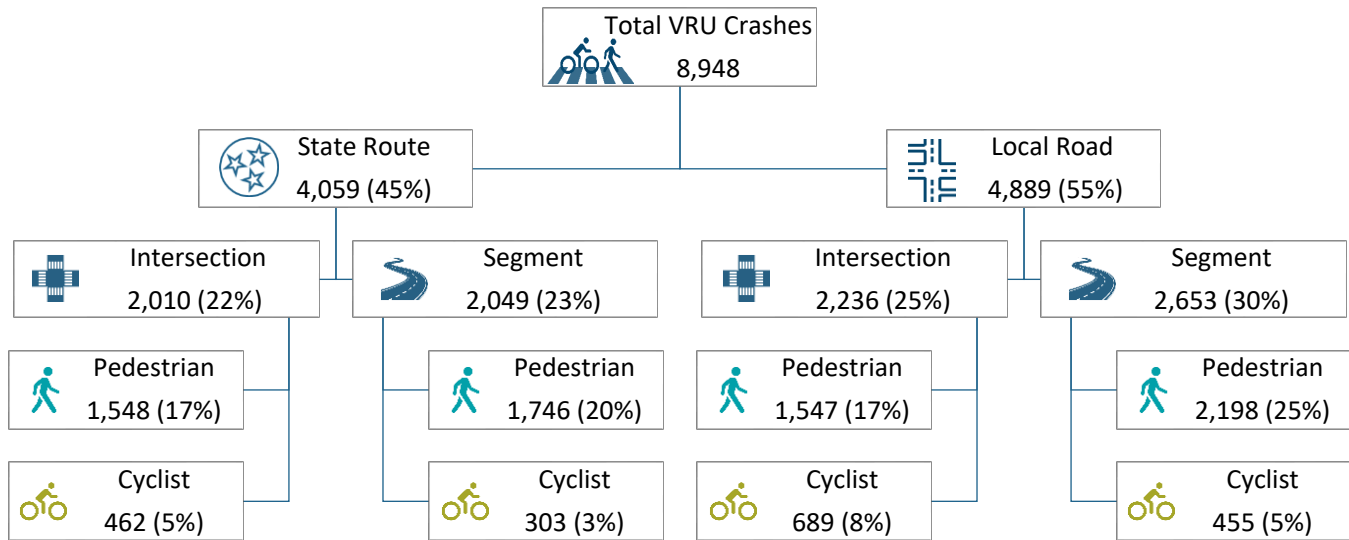 Total VRU Crashes
8,948
State Route
4,059 (45%)
Local Road
4,889 (55%)
Intersection
2,010 (22%)
Segment
2,049 (23%)
Intersection
2,236 (25%)
Segment
2,653 (30%)
Pedestrian
1,548 (17%)
Pedestrian
1,746 (20%)
Pedestrian
1,547 (17%)
Pedestrian
2,198 (25%)
Cyclist
462 (5%)
Cyclist
303 (3%)
Cyclist
689 (8%)
Cyclist
455 (5%)